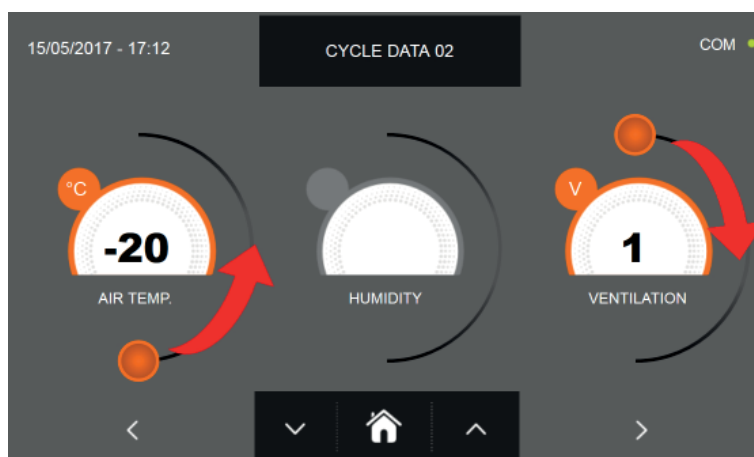 15/05/2017 - 17:12
CYCLE DATA 02
COM
°C
-20
AIR TEMP.
HUMIDITY
V
1
VENTILATION